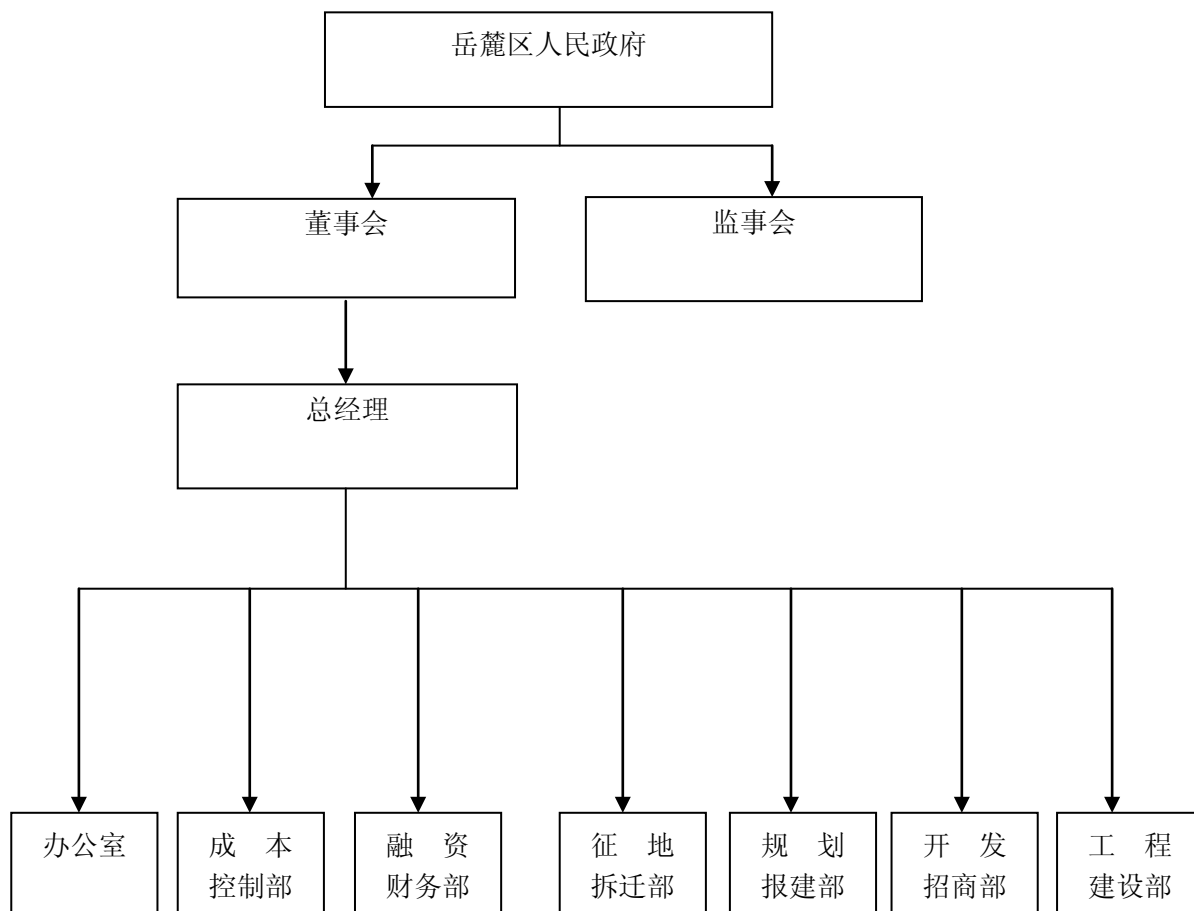 岳麓区人民政府
董事会
监事会
总经理
办公室
成 本
控制部
融 资
财务部
征 地
拆迁部
规 划
报建部
开 发
招商部
工 程
建设部